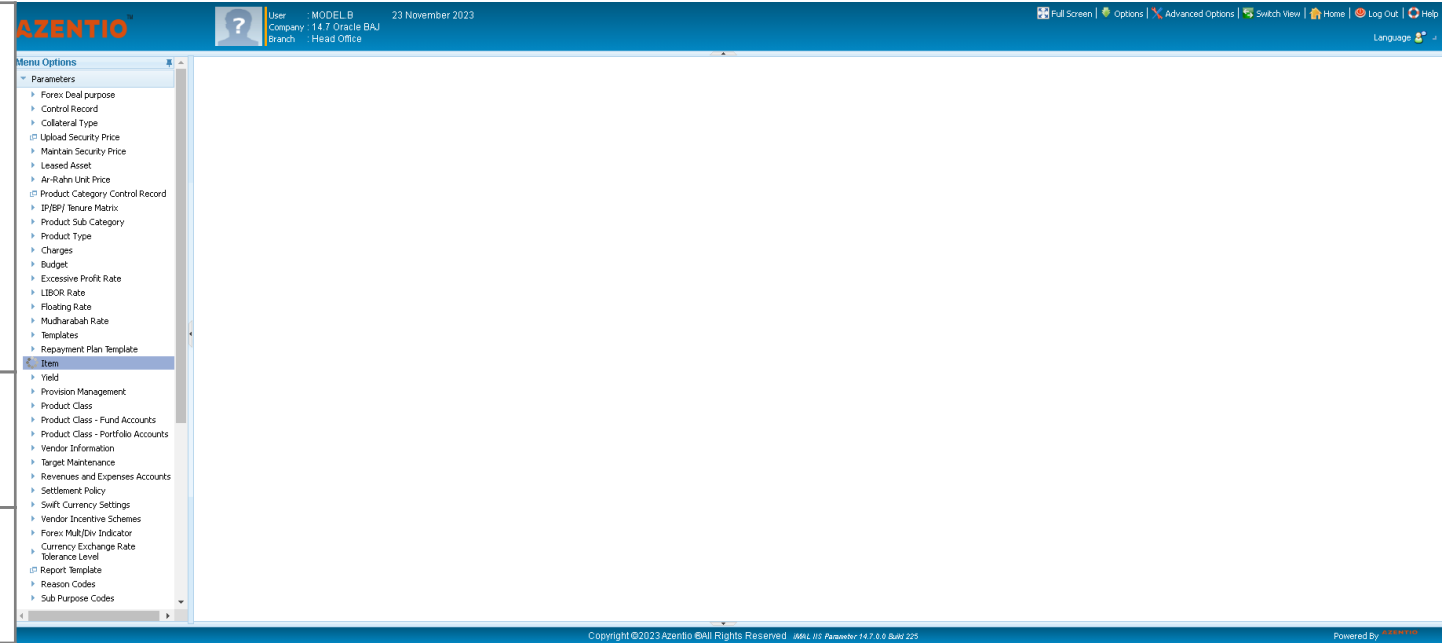 AZENTIO
User : MODEL.B 23 November 2023
Company : 14.7 Oracle BAJ
Branch : Head Office
Full Screen | Options | Advanced Options | Switch View | Home | Log Out | Help
Language
Menu Options
Parameters
Forex Deal purpose
Control Record
Collateral Type
Upload Security Price
Maintain Security Price
Leased Asset
Ar-Rahn Unit Price
Product Category Control Record
IP/BP/ Tenure Matrix
Product Sub Category
Product Type
Charges
Budget
Excessive Profit Rate
LIBOR Rate
Floating Rate
Mudharabah Rate
Templates
Repayment Plan Template
Item
Yield
Provision Management
Product Class
Product Class - Fund Accounts
Product Class - Portfolio Accounts
Vendor Information
Target Maintenance
Revenues and Expenses Accounts
Settlement Policy
Swift Currency Settings
Vendor Incentive Schemes
Forex Mult/Div Indicator
Currency Exchange Rate
Tolerance Level
Report Template
Reason Codes
Sub Purpose Codes
Copyright ©2023 Azentio ®All Rights Reserved iMAL IIS Parameter 14.7.0.0 Build 225
Powered By AZENTIO